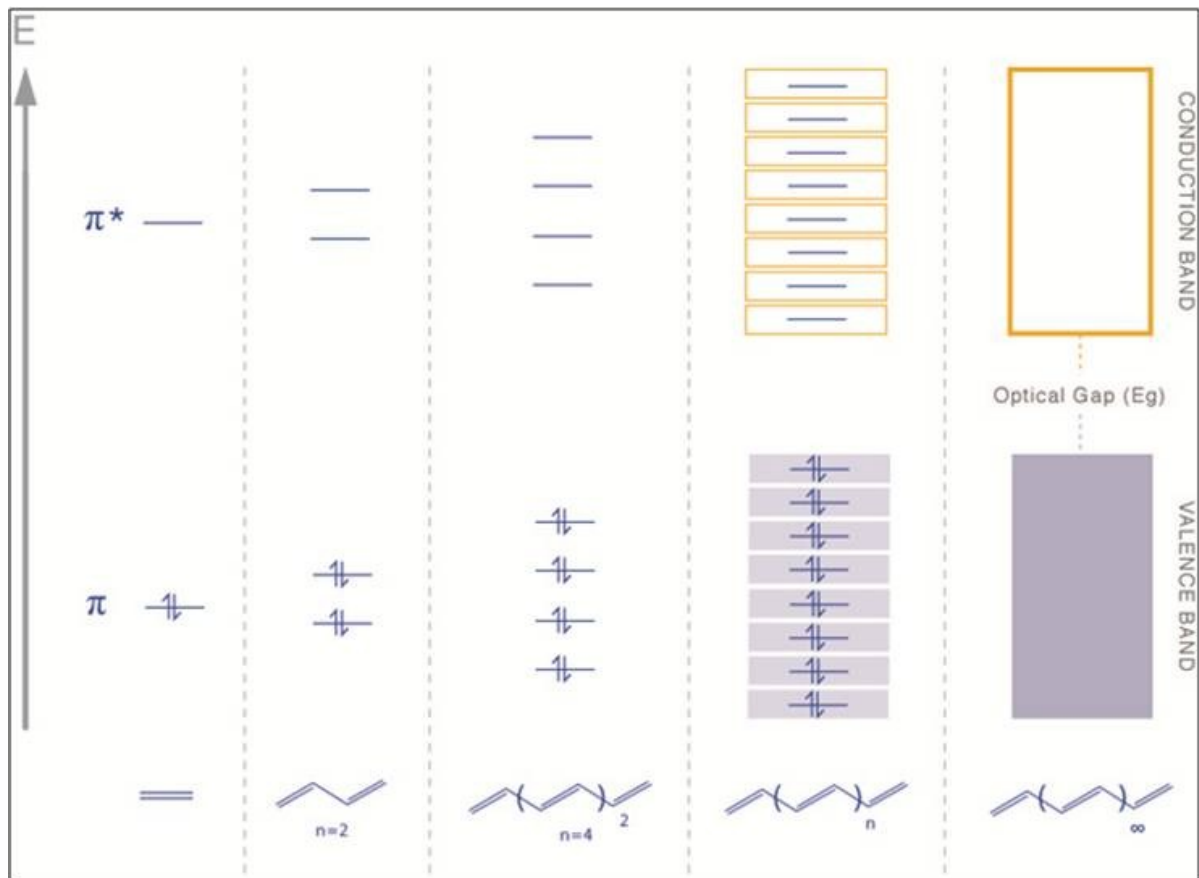 E
π*
π
CONDUCTION BAND
Optical Gap (Eg)
VALENCE BAND
n=2
n=4
2
n
∞